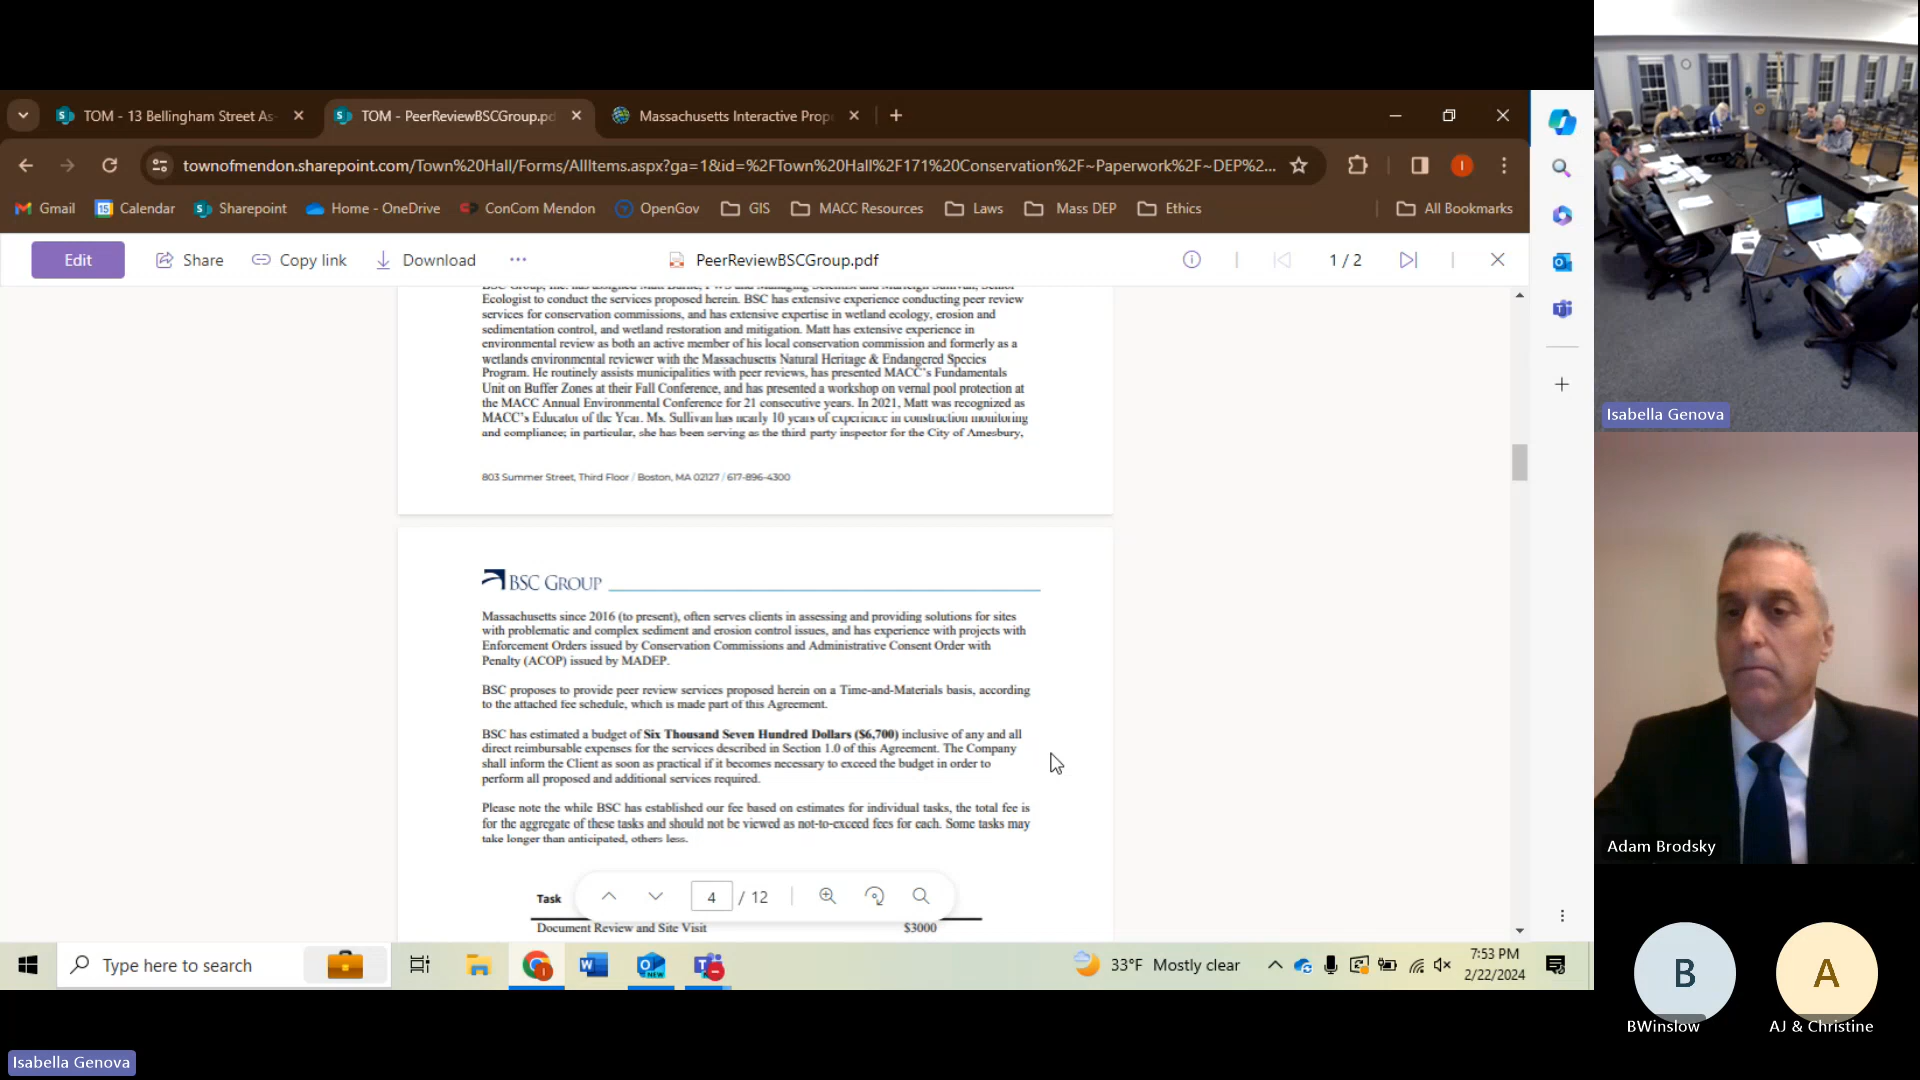 TOM - 13 Bellingham Street As
TOM - PeerReviewBSCGroup.pd
Massachusetts Interactive Prop
townofmendon.sharepoint.com/Town%20Hall/Forms/AllItems.aspx?ga=1&id=%2FTown%20Hall%2F171%20Conservation%2F~Paperwork%2F~DEP%2...
Gmail
Calendar
Sharepoint
Home - OneDrive
ConCom Mendon
OpenGov
GIS
MACC Resources
Laws
Mass DEP
Ethics
All Bookmarks
Edit
Share
Copy link
Download
PeerReviewBSCGroup.pdf
1 / 2
Ecologist to conduct the services proposed herein. BSC has extensive experience conducting peer review
services for conservation commissions, and has extensive expertise in wetland ecology, erosion and
sedimentation control, and wetland restoration and mitigation. Matt has extensive experience in
environmental review as both an active member of his local conservation commission and formerly as a
wetlands environmental reviewer with the Massachusetts Natural Heritage & Endangered Species
Program. He routinely assists municipalities with peer reviews, has presented MACC's Fundamentals
Unit on Buffer Zones at their Fall Conference, and has presented a workshop on vernal pool protection at
the MACC Annual Environmental Conference for 21 consecutive years. In 2021, Matt was recognized as
MACC's Educator of the Year. Ms. Sullivan has nearly 10 years of experience in construction monitoring
and compliance; in particular, she has been serving as the third party inspector for the City of Amesbury,
803 Summer Street, Third Floor / Boston, MA 02127 / 617-896-4300
BSC GROUP
Massachusetts since 2016 (to present), often serves clients in assessing and providing solutions for sites
with problematic and complex sediment and erosion control issues, and has experience with projects with
Enforcement Orders issued by Conservation Commissions and Administrative Consent Order with
Penalty (ACOP) issued by MADEP.
BSC proposes to provide peer review services proposed herein on a Time-and-Materials basis, according
to the attached fee schedule, which is made part of this Agreement.
BSC has estimated a budget of Six Thousand Seven Hundred Dollars ($6,700) inclusive of any and all
direct reimbursable expenses for the services described in Section 1.0 of this Agreement. The Company
shall inform the Client as soon as practical if it becomes necessary to exceed the budget in order to
perform all proposed and additional services required.
Please note the while BSC has established our fee based on estimates for individual tasks, the total fee is
for the aggregate of these tasks and should not be viewed as not-to-exceed fees for each. Some tasks may
take longer than anticipated, others less.
Task
4 / 12
Document Review and Site Visit $3000
Type here to search
33°F Mostly clear
7:53 PM
2/22/2024
Isabella Genova
Adam Brodsky
B
A
BWinslow
AJ & Christine
Isabella Genova